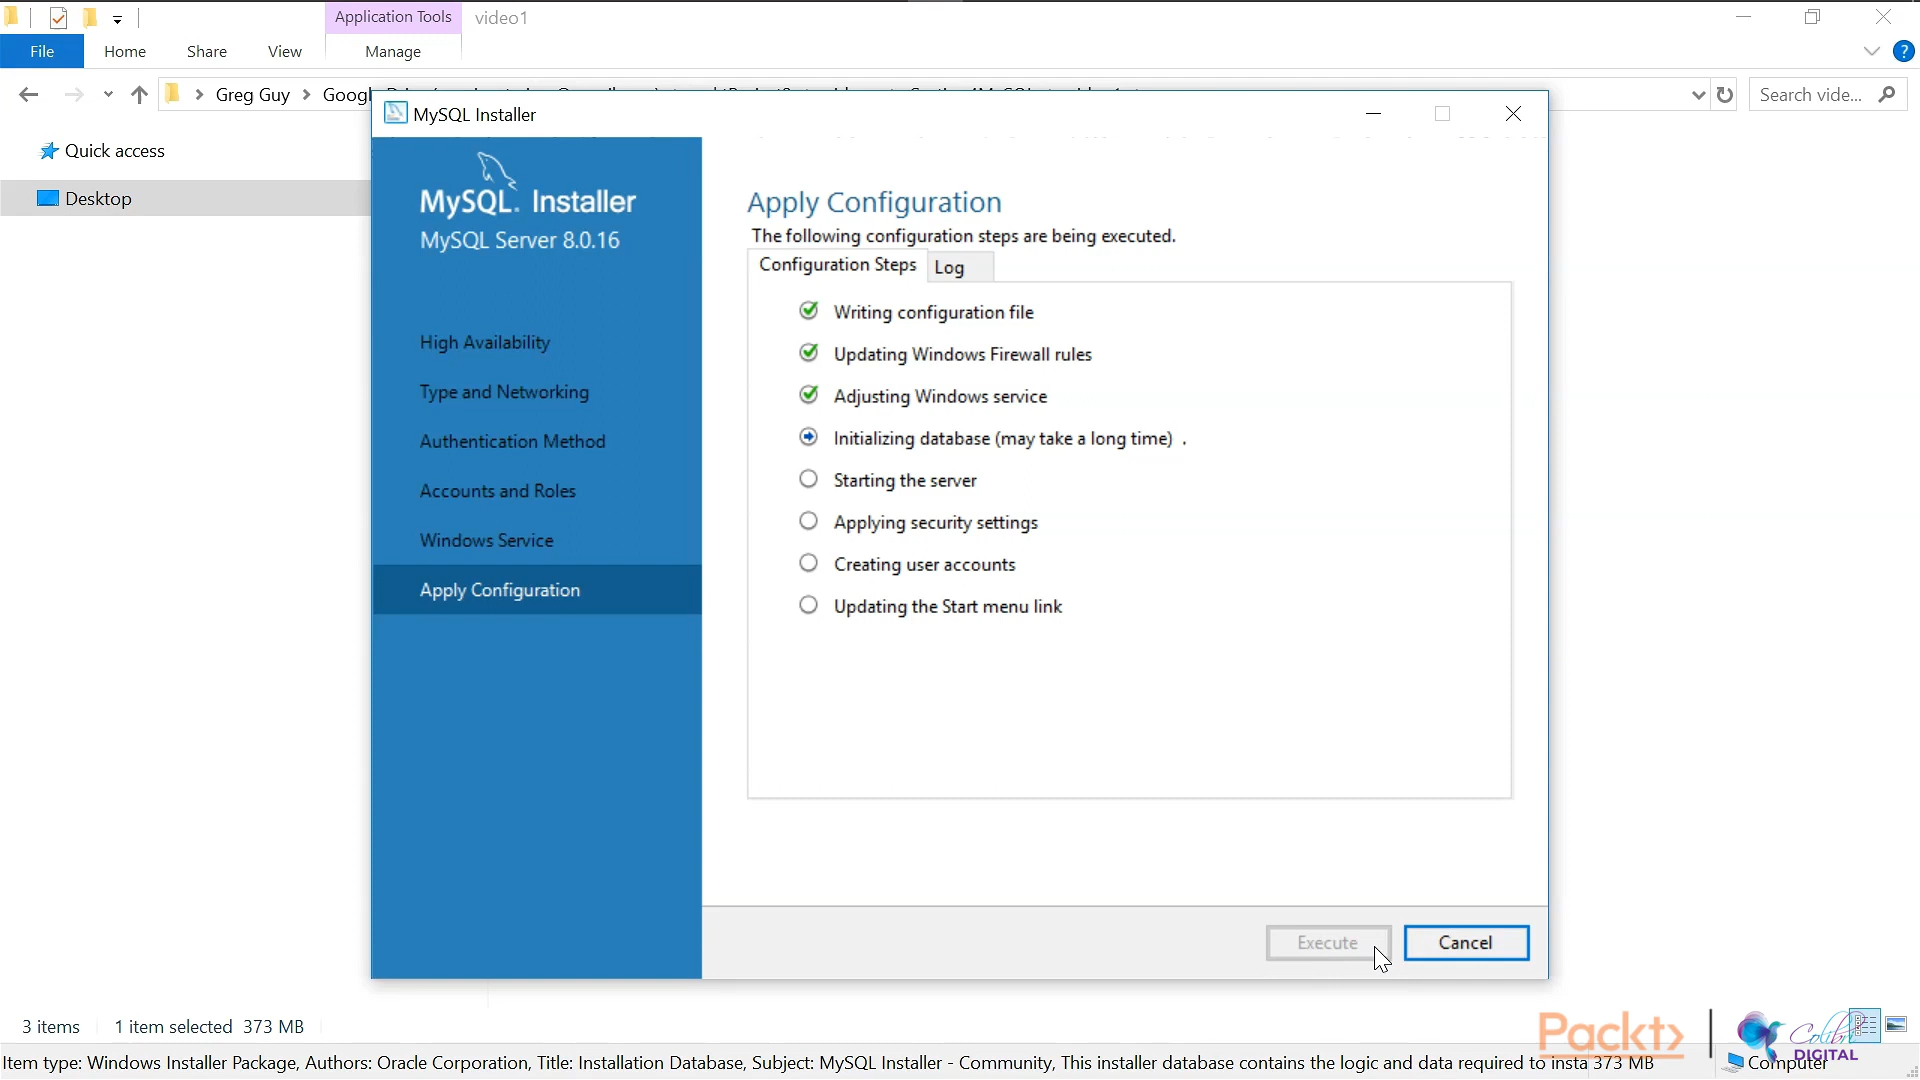 Application Tools
video1
File
Home
Share
View
Manage
Greg Guy
Googl
Search vide...
MySQL Installer
Quick access
Desktop
MySQL. Installer
MySQL Server 8.0.16
High Availability
Type and Networking
Authentication Method
Accounts and Roles
Windows Service
Apply Configuration
Apply Configuration
The following configuration steps are being executed.
Configuration Steps
Log
Writing configuration file
Updating Windows Firewall rules
Adjusting Windows service
Initializing database (may take a long time) .
Starting the server
Applying security settings
Creating user accounts
Updating the Start menu link
Execute
Cancel
3 items
1 item selected 373 MB
Packt>
Colibri
DIGITAL
Item type: Windows Installer Package, Authors: Oracle Corporation, Title: Installation Database, Subject: MySQL Installer - Community, This installer database contains the logic and data required to insta 373 MB
Computer